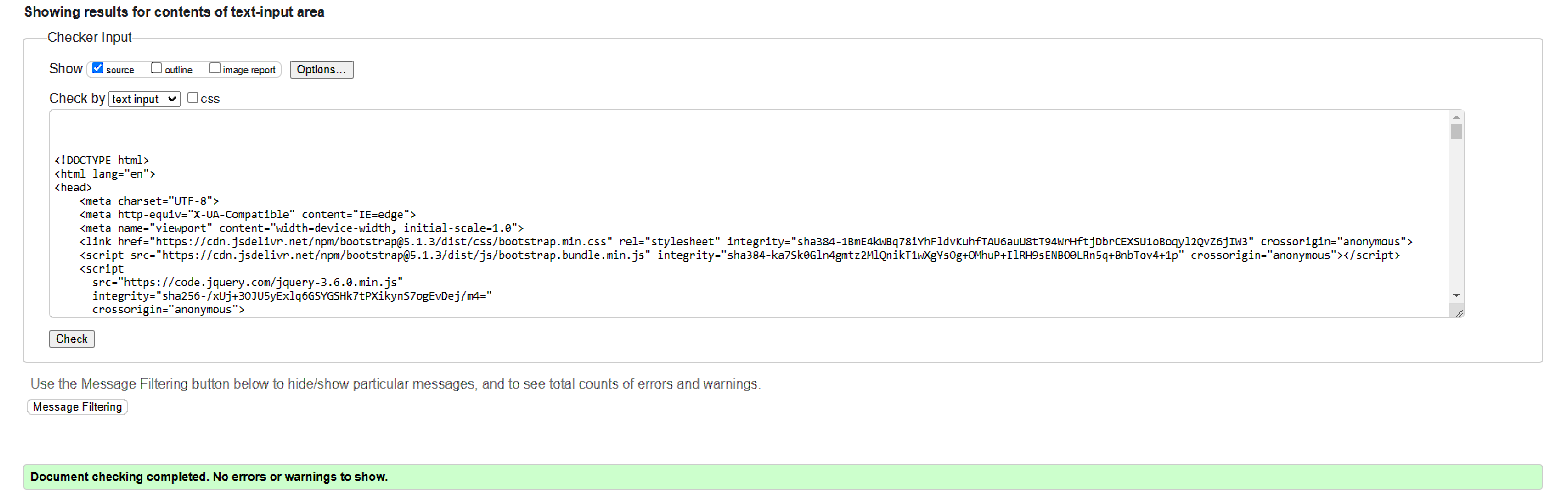 Showing results for contents of text-input area
Checker Input
Show source outline image report Options...
Check by text input css
<!DOCTYPE html>
<html lang="en">
<head>
<meta charset="UTF-8">
<meta http-equiv="X-UA-Compatible" content="IE=edge">
<meta name="viewport" content="width=device-width, initial-scale=1.0">
<link href="https://cdn.jsdelivr.net/npm/bootstrap@5.1.3/dist/css/bootstrap.min.css" rel="stylesheet" integrity="sha384-1BmE4kWBq78iYhFldvKuhfTAU6auU8tT94WrHftjDbrCEXSU1oBoqyl2QvZ6jIW3" crossorigin="anonymous">
<script src="https://cdn.jsdelivr.net/npm/bootstrap@5.1.3/dist/js/bootstrap.bundle.min.js" integrity="sha384-ka7Sk0Gln4gmtz2MlQnikT1wXgYsOg+OMhuP+IlRH9sENBO0LRn5q+8nbTov4+1p" crossorigin="anonymous"></script>
<script
src="https://code.jquery.com/jquery-3.6.0.min.js"
integrity="sha256-/xUj+3OJU5yExlq6GSYGSHk7tPXikynS7ogEvDej/m4="
crossorigin="anonymous">
Check
Use the Message Filtering button below to hide/show particular messages, and to see total counts of errors and warnings.
Message Filtering
Document checking completed. No errors or warnings to show.